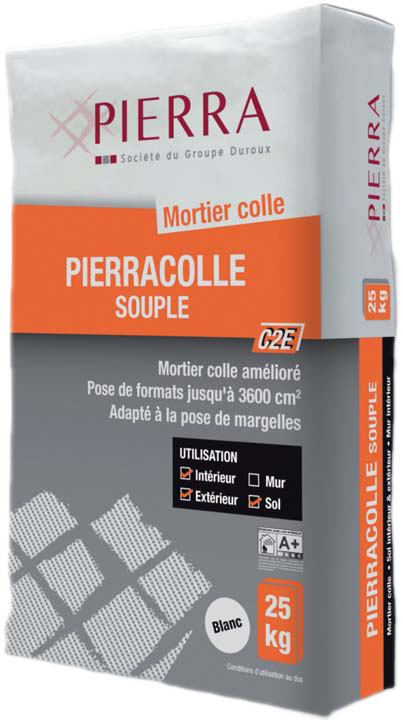 PIERRA
Société du Groupe Duroux
Mortier colle
PIERRACOLLE
SOUPLE
C2E
Mortier colle amélioré
Pose de formats jusqu'à 3600 cm²
Adapté à la pose de margelles
UTILISATION
Intérieur
Mur
Extérieur
Sol
A+
Blanc
25
kg
Conditions d'utilisation au dos
PIERRA
25
kg
PIERRACOLLE SOUPLE
Mortier colle • Sol intérieur & extérieur • Mur intérieur